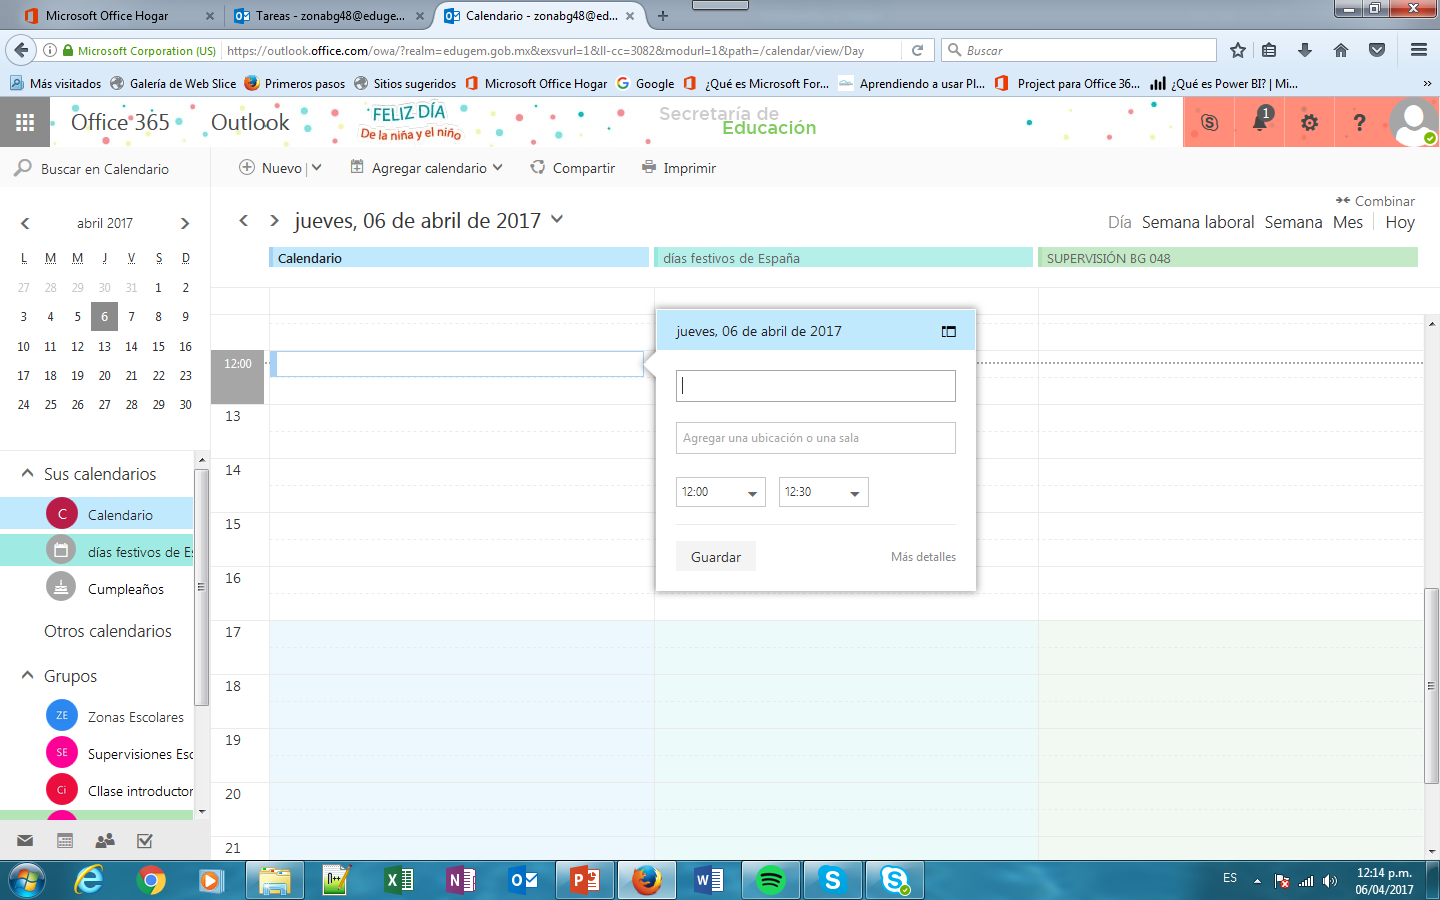 Microsoft Office Hogar
Tareas - zonabg48@eduge...
Calendario - zonabg48@ed...
Microsoft Corporation (US)
https://outlook.office.com/owa/?realm=edugem.gob.mx&exsvurl=1&ll-cc=3082&modurl=1&path=/calendar/view/Day
Buscar
Más visitados
Galería de Web Slice
Primeros pasos
Sitios sugeridos
Microsoft Office Hogar
Google
¿Qué es Microsoft For...
Aprendiendo a usar Pl...
Project para Office 36...
¿Qué es Power BI? | Mi...
Office 365
Outlook
FELIZ DÍA
De la niña y el niño
Secretaría de
Educación
1
Buscar en Calendario
Nuevo
Agregar calendario
Compartir
Imprimir
abril 2017
L M M J V S D
27 28 29 30 31 1 2
3 4 5 6 7 8 9
10 11 12 13 14 15 16
17 18 19 20 21 22 23
24 25 26 27 28 29 30
jueves, 06 de abril de 2017
Combinar
Día Semana laboral Semana Mes Hoy
Calendario
días festivos de España
SUPERVISIÓN BG 048
12:00
13
14
15
16
17
18
19
20
21
jueves, 06 de abril de 2017
Agregar una ubicación o una sala
12:00
12:30
Guardar
Más detalles
Sus calendarios
C
Calendario
días festivos de Es
Cumpleaños
Otros calendarios
Grupos
ZE
Zonas Escolares
SE
Supervisiones Esc
Ci
Cllase introductor
ES
12:14 p.m.
06/04/2017